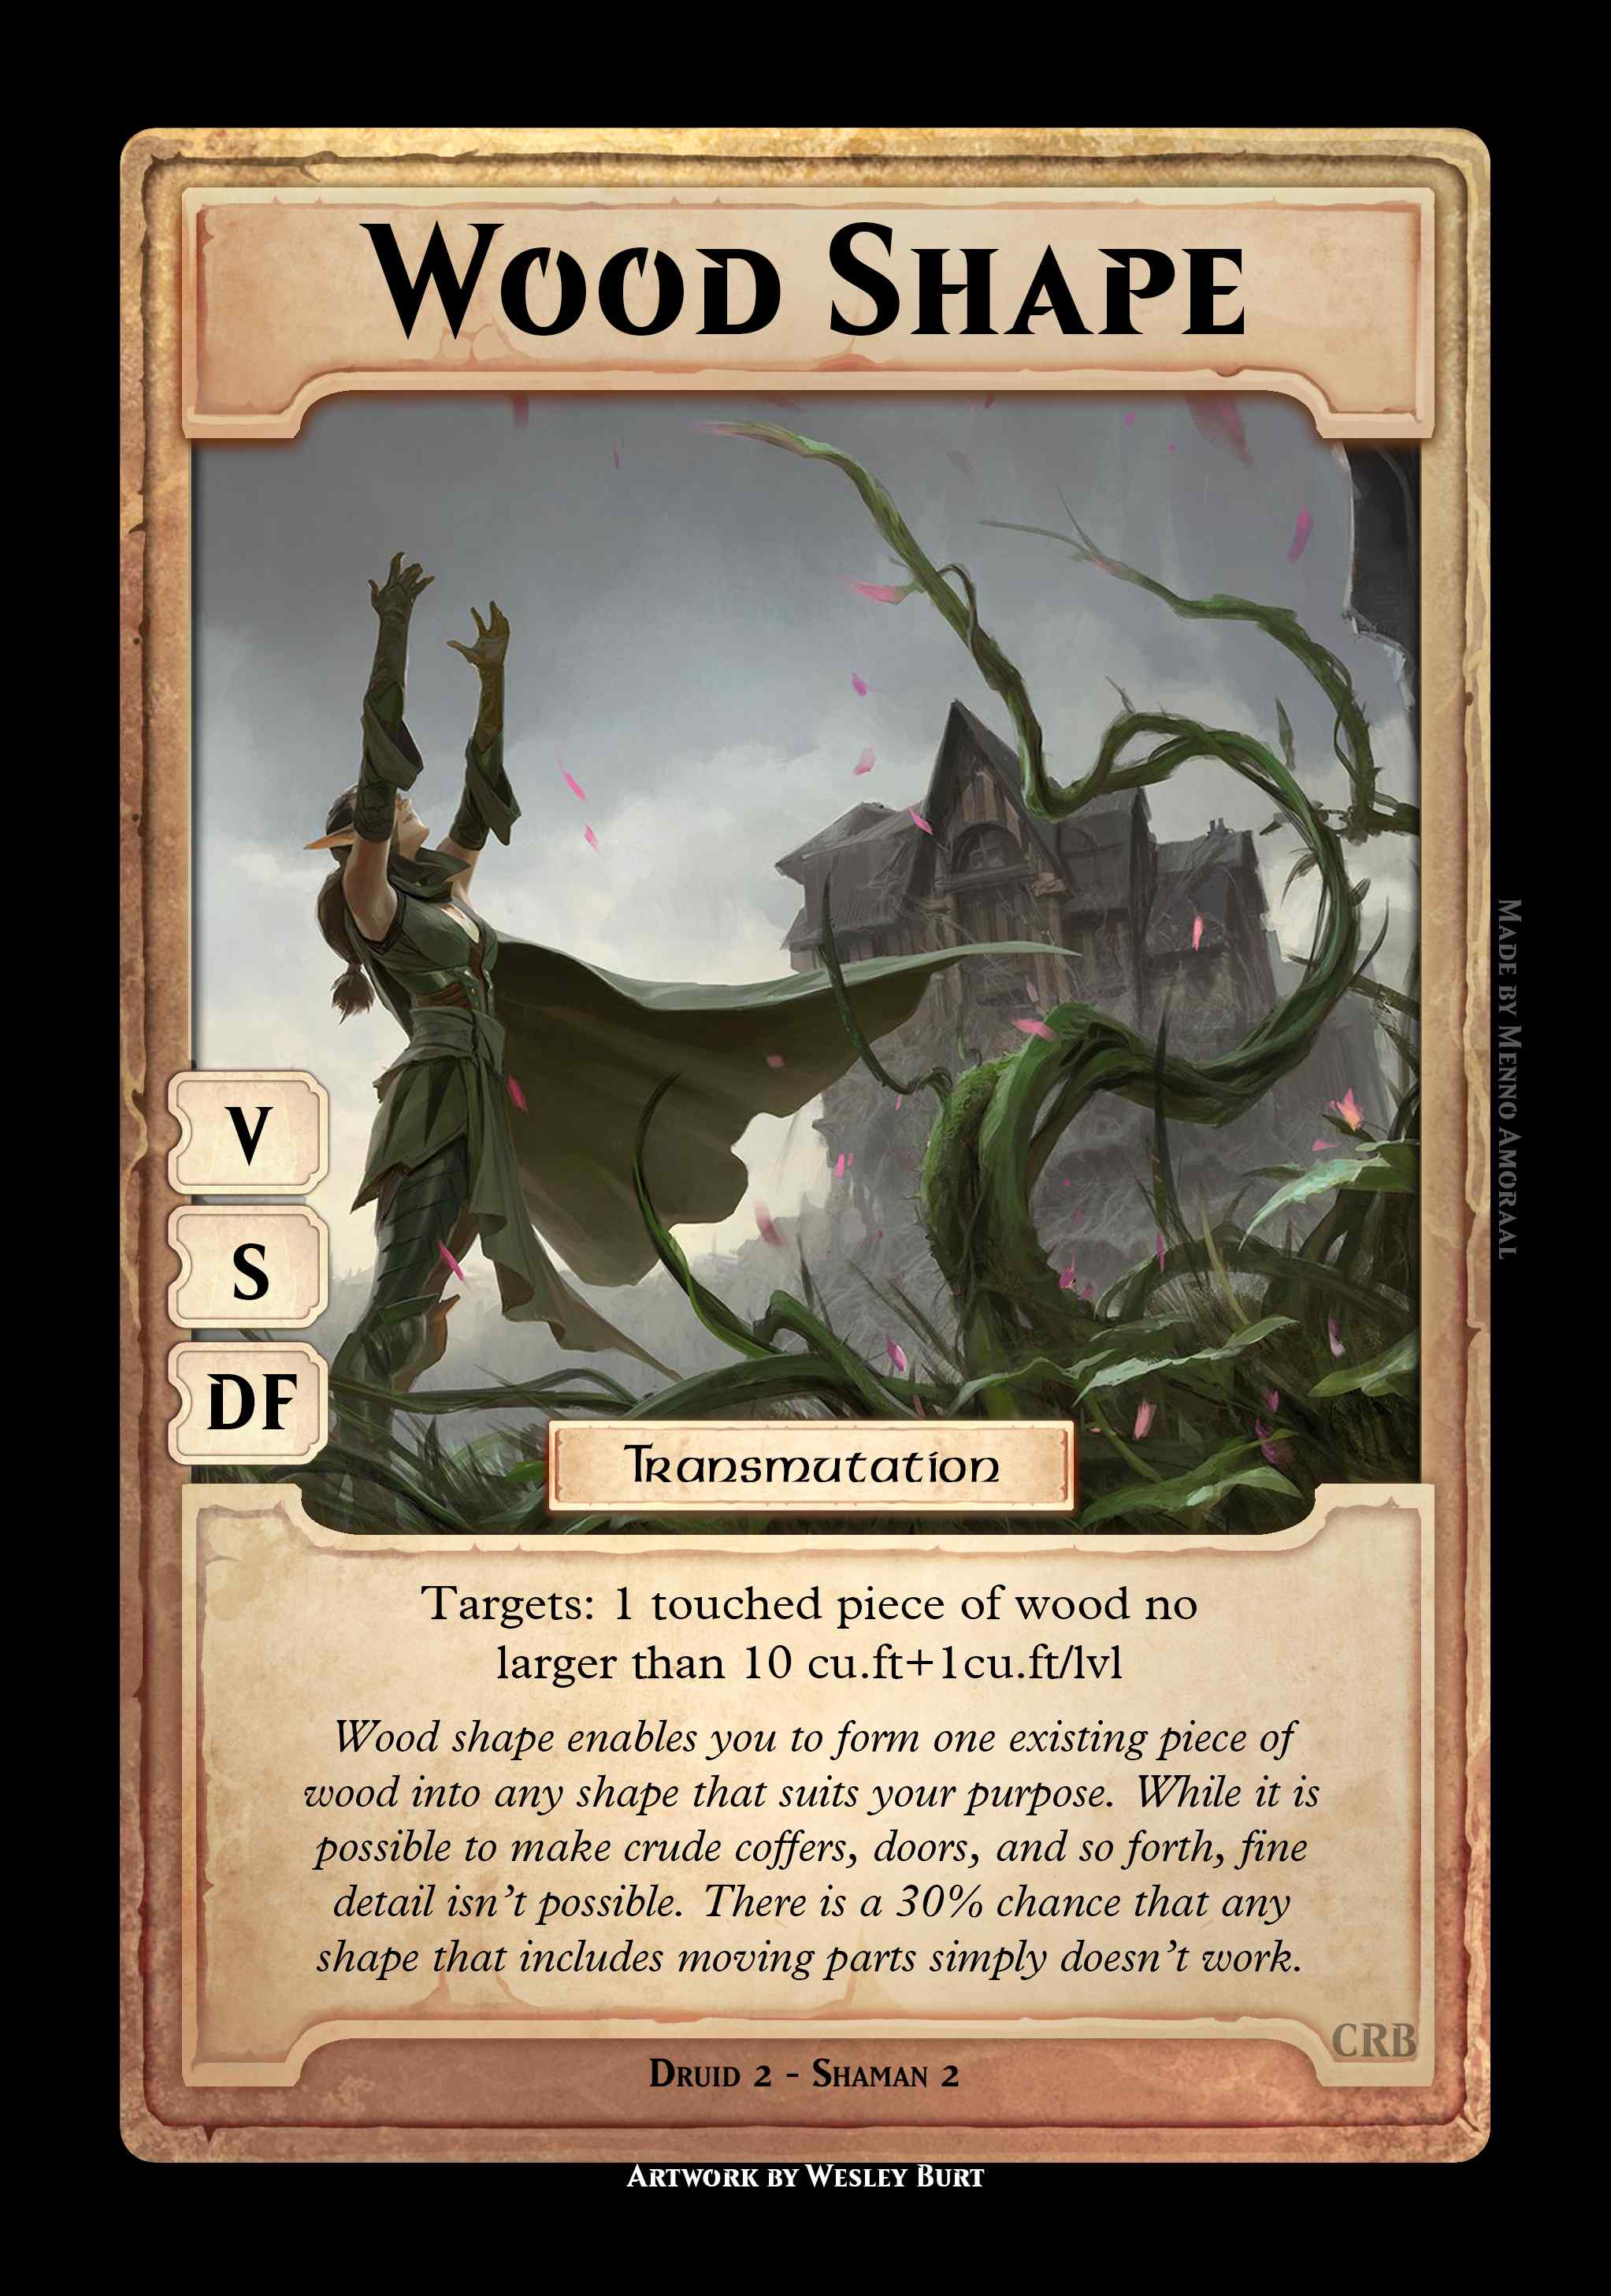 Wood Shape
V
S
DF
Transmutation
Targets: 1 touched piece of wood no
larger than 10 cu.ft+1cu.ft/lvl
Wood shape enables you to form one existing piece of
wood into any shape that suits your purpose. While it is
possible to make crude coffers, doors, and so forth, fine
detail isn't possible. There is a 30% chance that any
shape that includes moving parts simply doesn't work.
CRB
Druid 2 - Shaman 2
Artwork by Wesley Burt
Made by Menno Amoraal